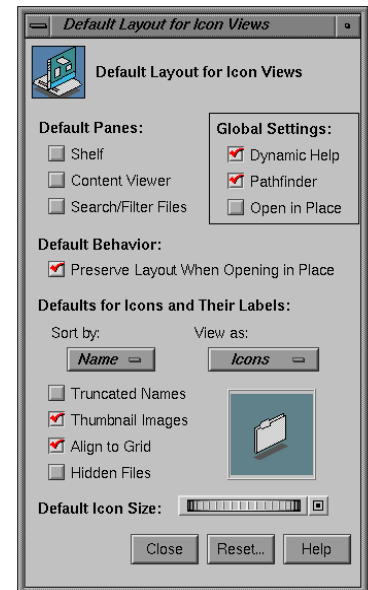 Default Layout for Icon Views
Default Layout for Icon Views
Default Panes:
Shelf
Content Viewer
Search/Filter Files
Global Settings:
Dynamic Help
Pathfinder
Open in Place
Default Behavior:
Preserve Layout When Opening in Place
Defaults for Icons and Their Labels:
Sort by: View as:
Name Icons
Truncated Names
Thumbnail Images
Align to Grid
Hidden Files
Default Icon Size:
Close Reset... Help